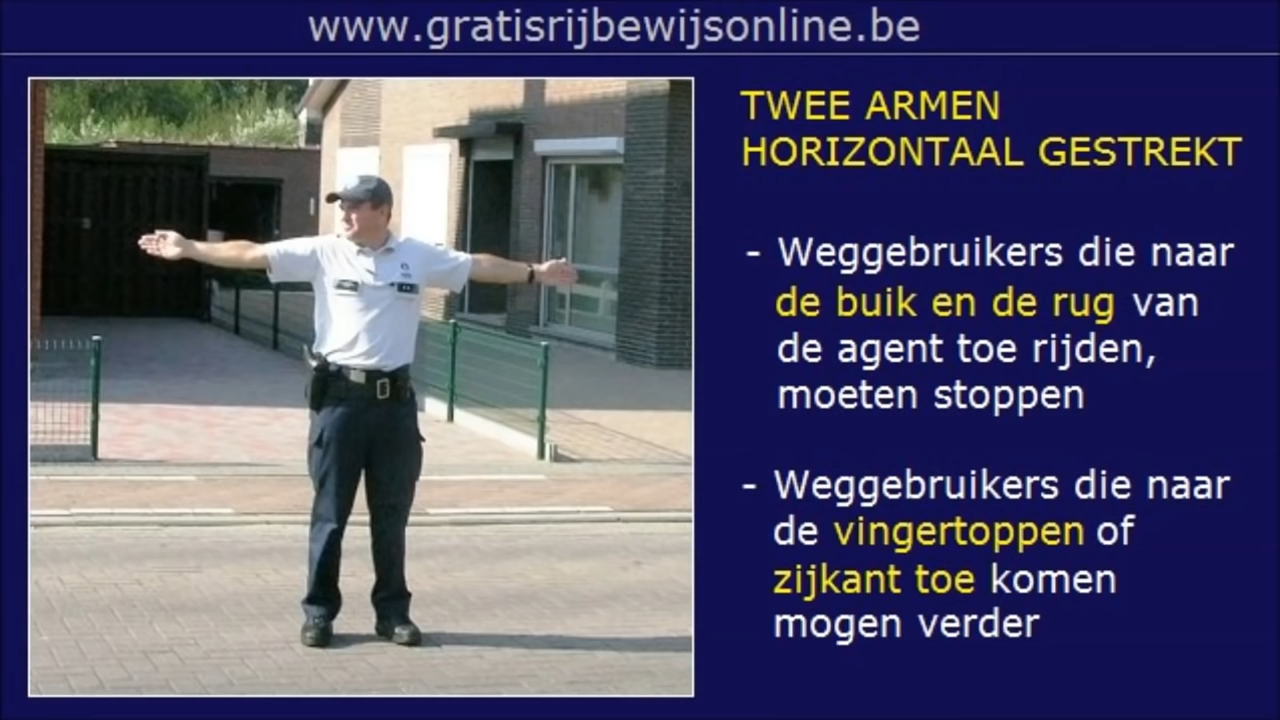 www.gratisrijbewijsonline.be
TWEE ARMEN
HORIZONTAAL GESTREKT
- Weggebruikers die naar
de buik en de rug van
de agent toe rijden,
moeten stoppen
- Weggebruikers die naar
de vingertoppen of
zijkant toe komen
mogen verder